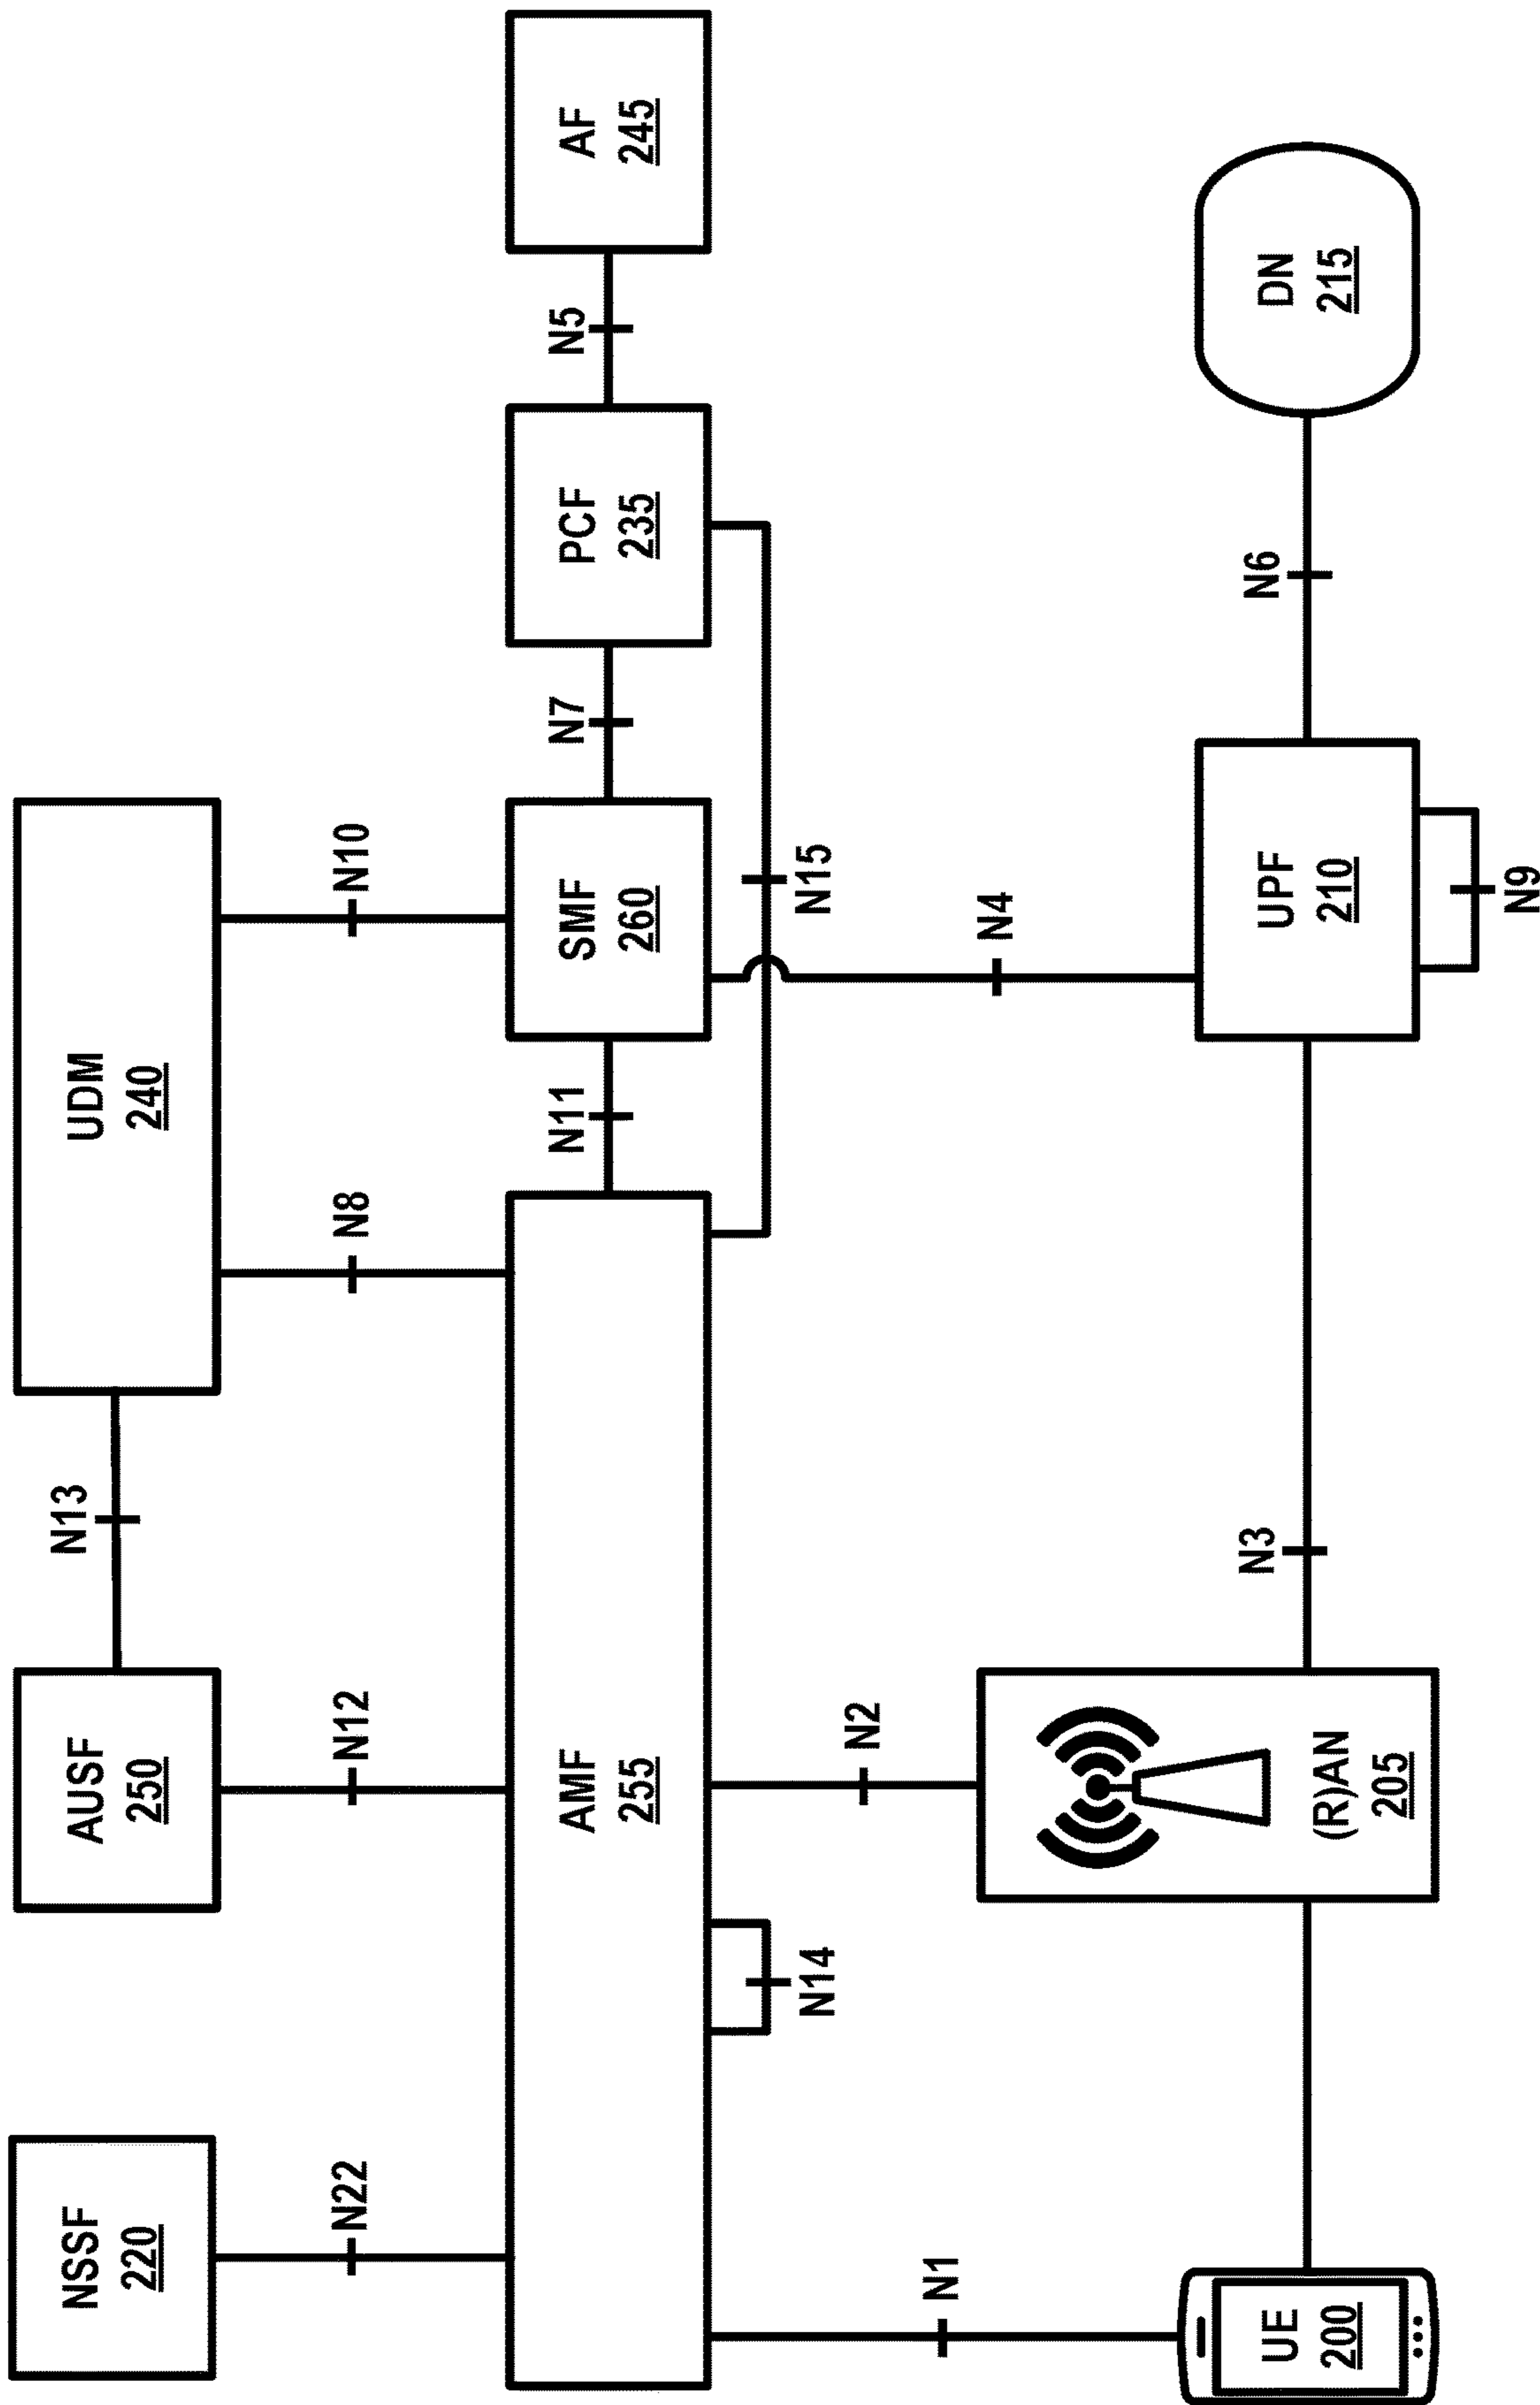 NSSF
220
AUSF
250
UDM
240
N13
N22
N12
N8
N10
AMF
255
N11
SMF
260
N7
PCF
235
N5
AF
245
N14
N15
N1
N2
N4
UE
200
(R)AN
205
N3
UPF
210
N6
DN
215
N9